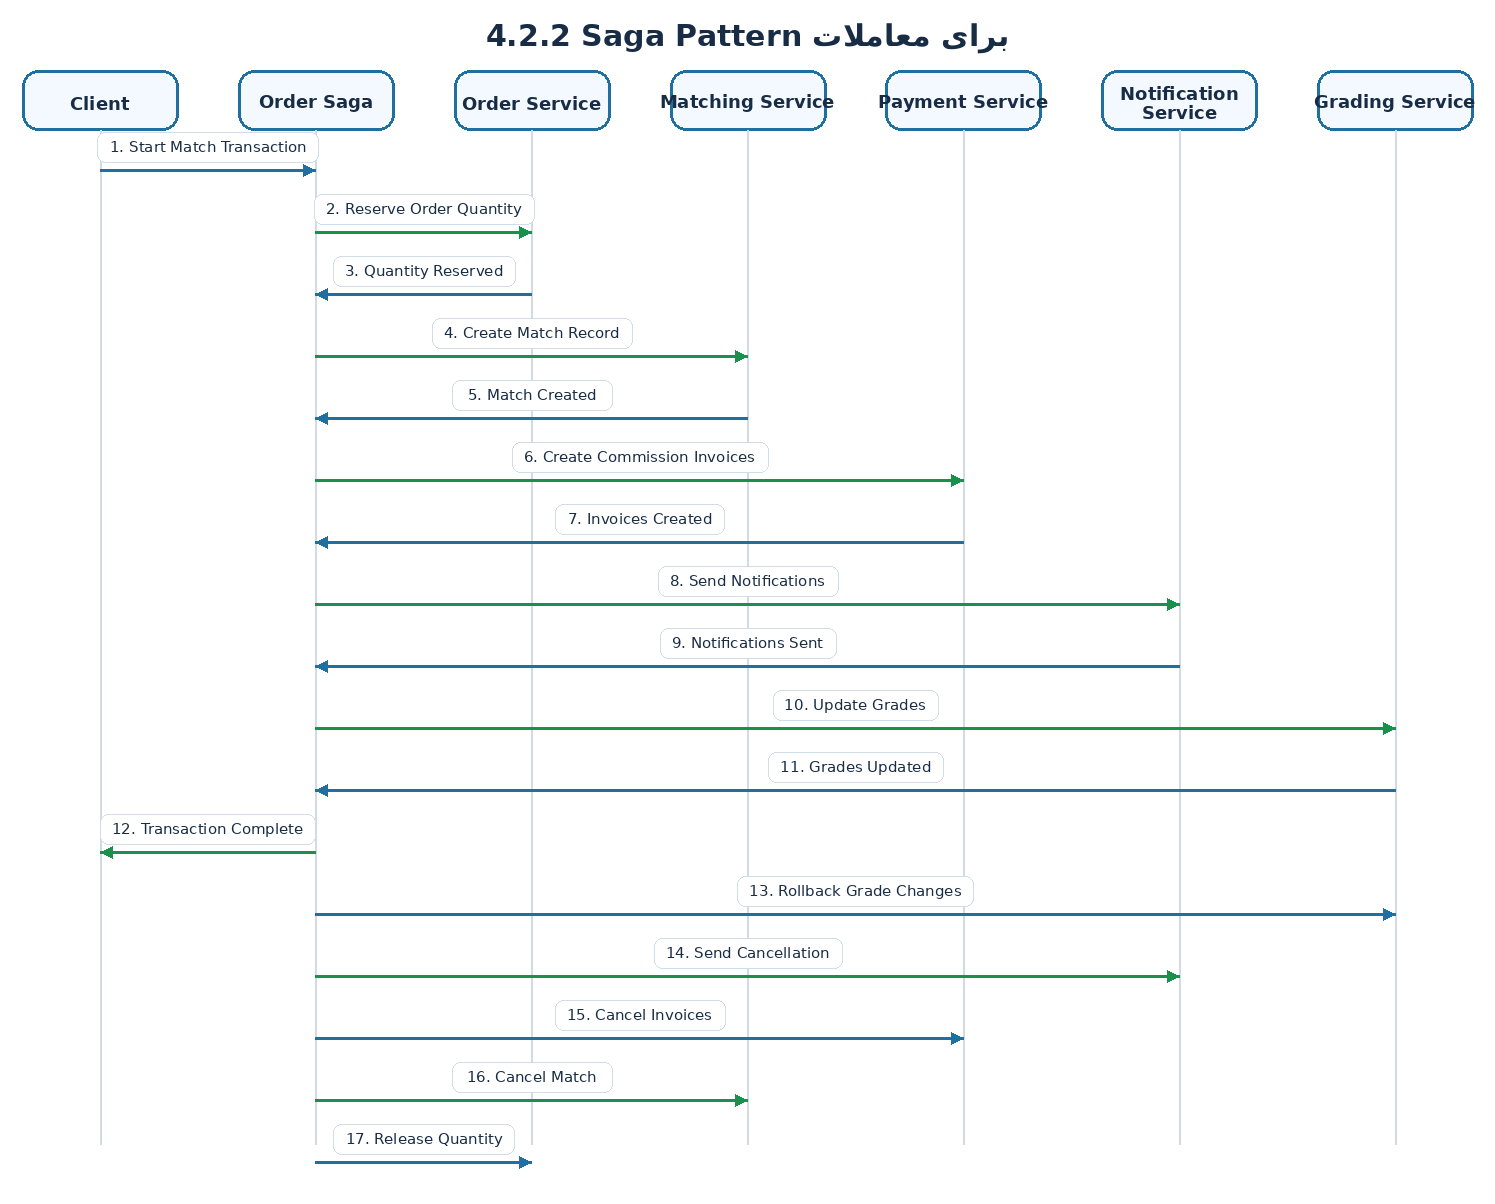 4.2.2 Saga Pattern برای معاملات
Client
Order Saga
Order Service
Matching Service
Payment Service
Notification
Service
Grading Service
1. Start Match Transaction
2. Reserve Order Quantity
3. Quantity Reserved
4. Create Match Record
5. Match Created
6. Create Commission Invoices
7. Invoices Created
8. Send Notifications
9. Notifications Sent
10. Update Grades
11. Grades Updated
12. Transaction Complete
13. Rollback Grade Changes
14. Send Cancellation
15. Cancel Invoices
16. Cancel Match
17. Release Quantity